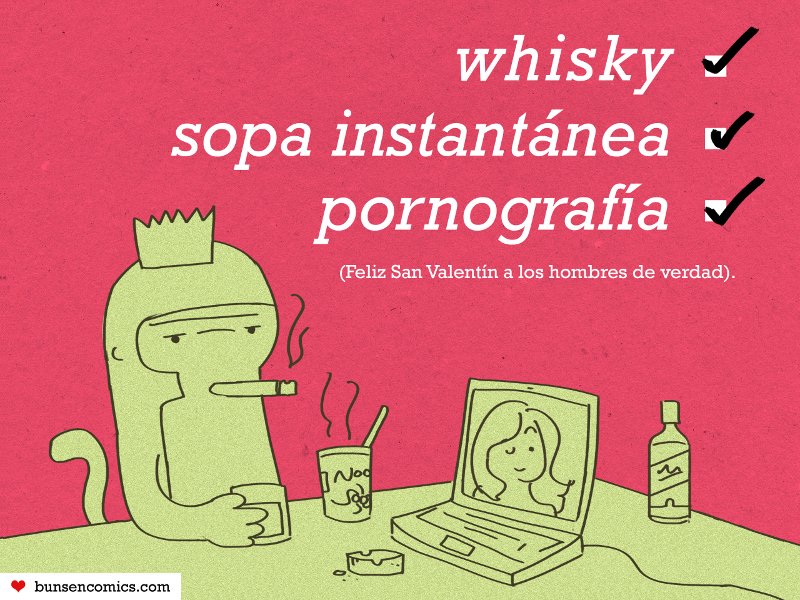 whisky
sopa instantánea
pornografía
(Feliz San Valentín a los hombres de verdad).
Noo
bunsencomics.com